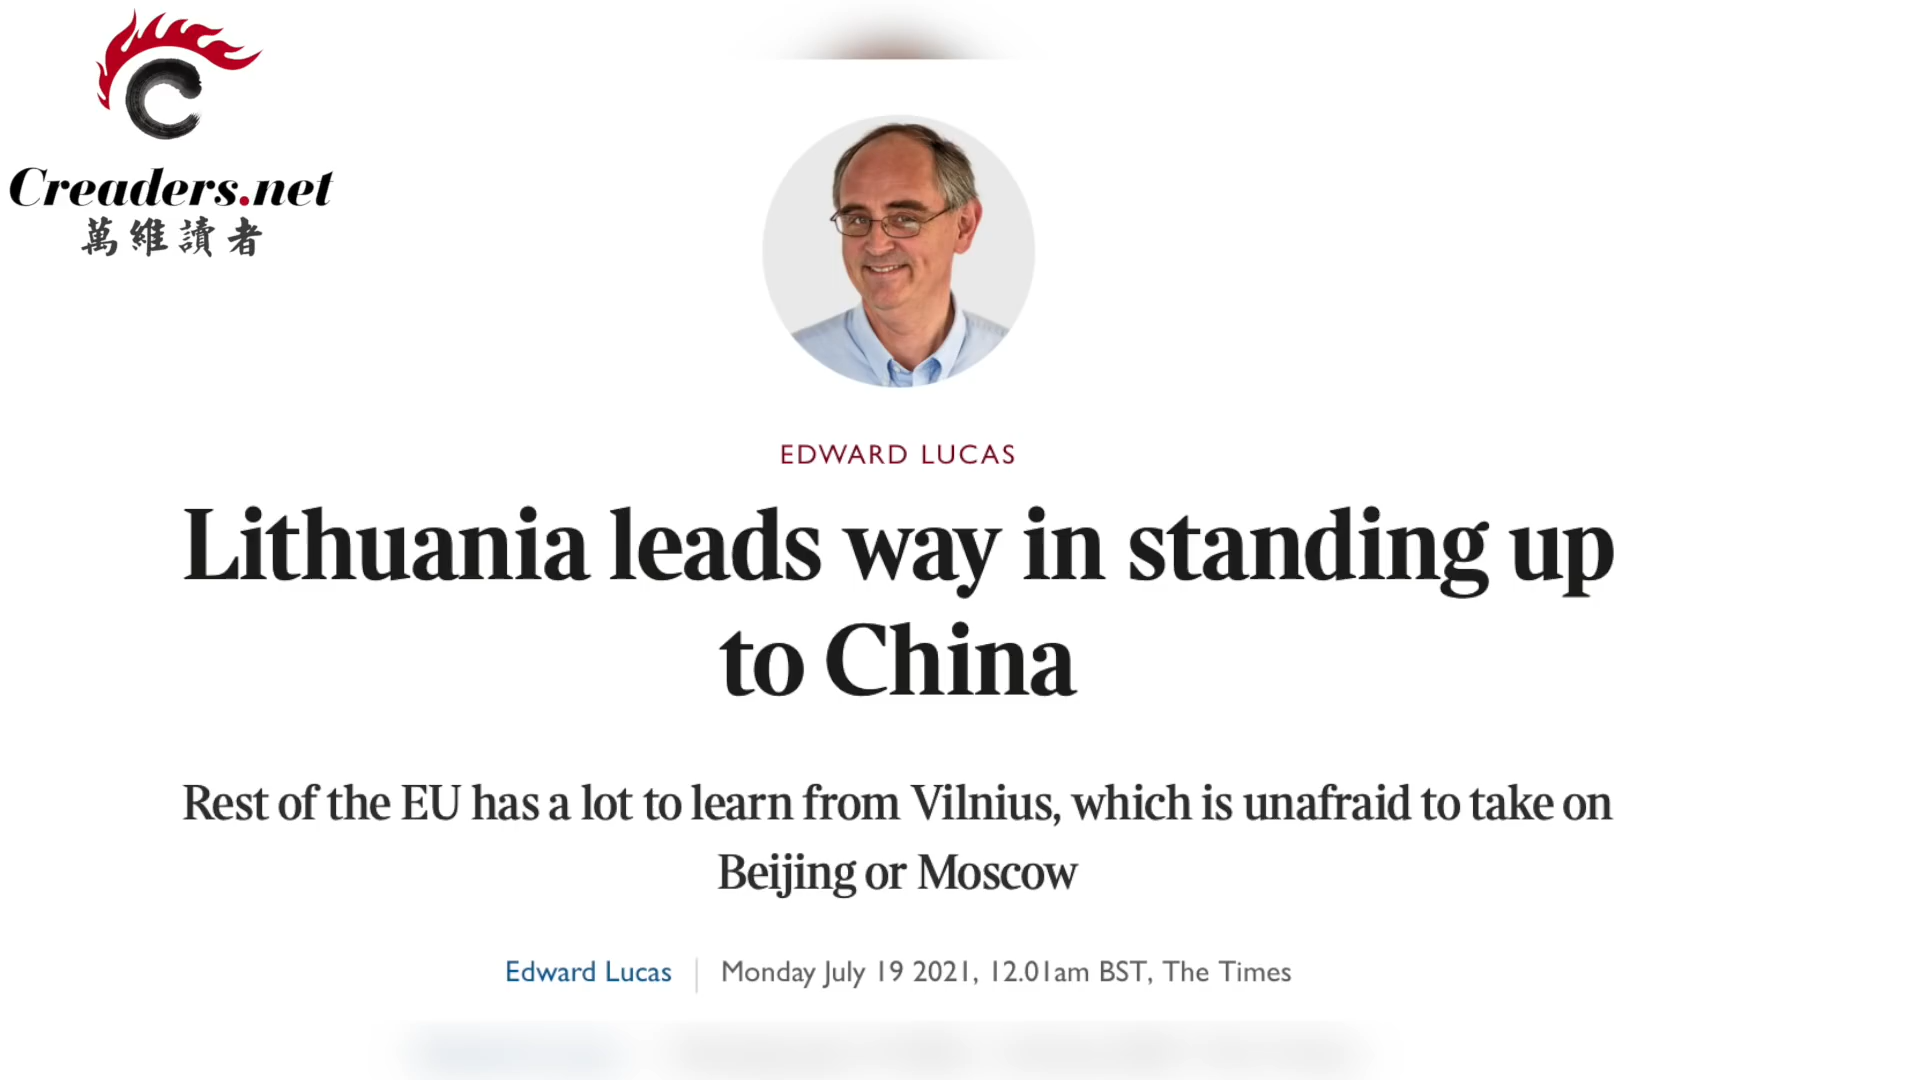 Creaders.net
萬維讀者
EDWARD LUCAS
Lithuania leads way in standing up
to China
Rest of the EU has a lot to learn from Vilnius, which is unafraid to take on
Beijing or Moscow
Edward Lucas | Monday July 19 2021, 12.01am BST, The Times